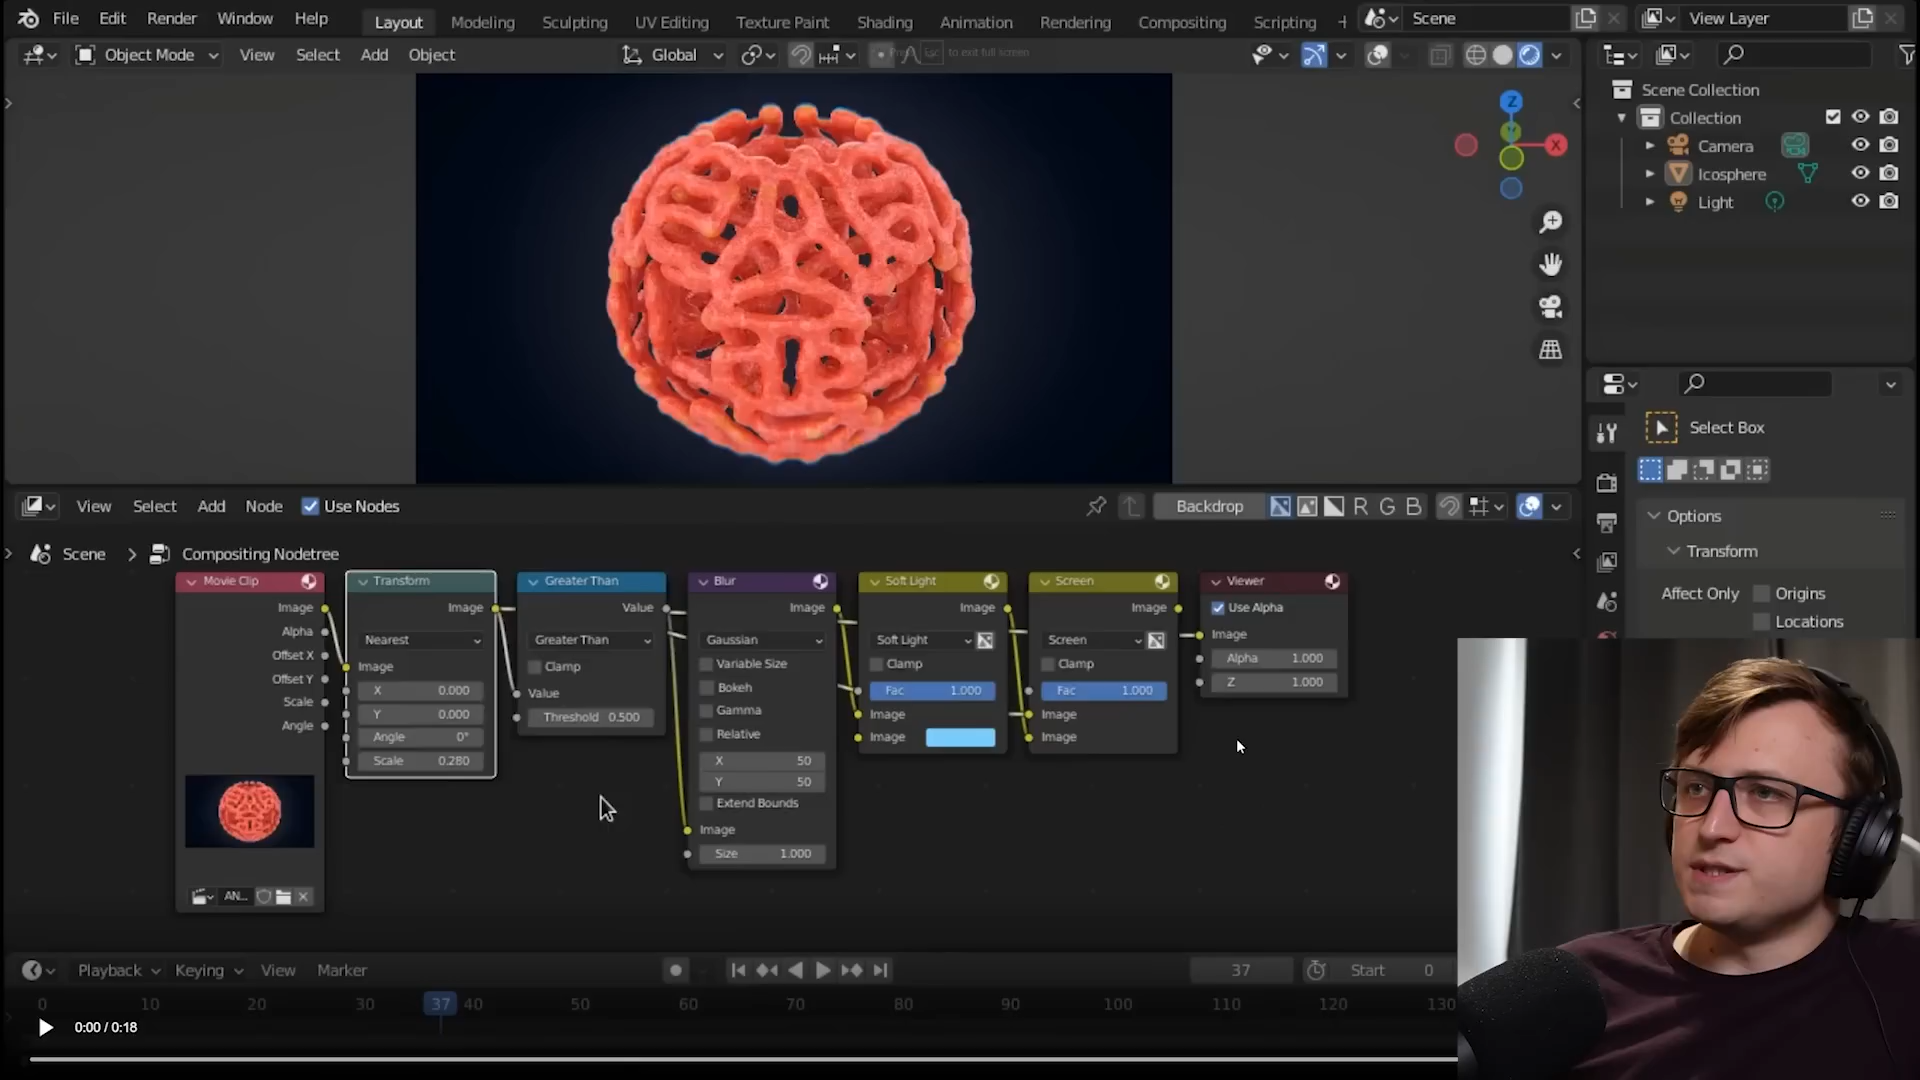 File Edit Render Window Help Layout Modeling Sculpting UV Editing Texture Paint Shading Animation Rendering Compositing Scripting + Scene View Layer
Object Mode View Select Add Object Global Esc to exit full screen
Z
Y
X
Scene Collection
Collection
Camera
Icosphere
Light
Select Box
Options
Transform
Affect Only Origins
Locations
View Select Add Node Use Nodes Backdrop R G B
Scene > Compositing Nodetree
Movie Clip
Image
Alpha
Offset X
Offset Y
Scale
Angle
AN...
Transform
Image
Nearest
Image
X 0.000
Y 0.000
Angle 0°
Scale 0.280
Greater Than
Value
Greater Than
Clamp
Value
Threshold 0.500
Blur
Image
Gaussian
Variable Size
Bokeh
Gamma
Relative
X 50
Y 50
Extend Bounds
Image
Size 1.000
Soft Light
Image
Soft Light
Clamp
Fac 1.000
Image
Image
Screen
Image
Screen
Clamp
Fac 1.000
Image
Image
Viewer
Use Alpha
Image
Alpha 1.000
Z 1.000
Playback Keying View Marker 37 Start 0
0 10 20 30 37 40 50 60 70 80 90 100 110 120 130
0:00 / 0:18